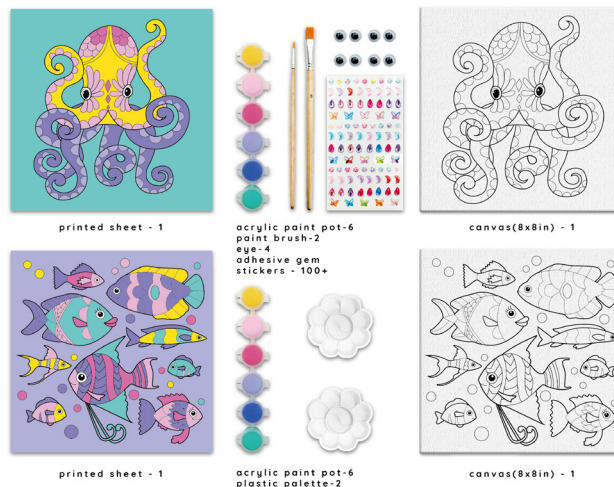 printed sheet - 1
acrylic paint pot-6
paint brush-2
eye-4
adhesive gem
stickers - 100+
canvas(8x8in) - 1
printed sheet - 1
acrylic paint pot-6
plastic palette-2
canvas(8x8in) - 1